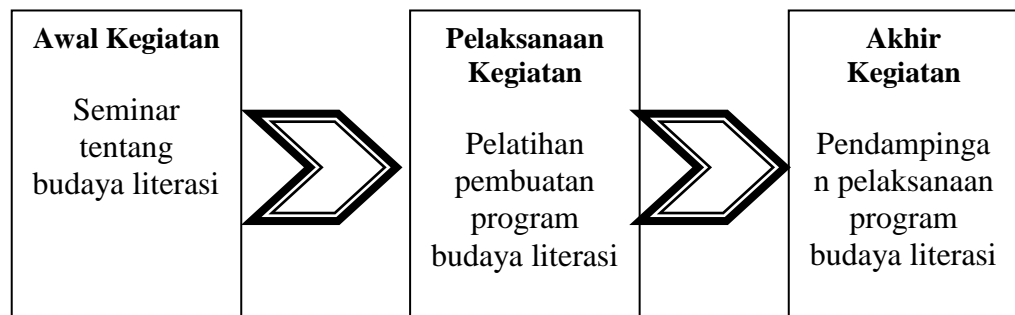 Awal Kegiatan
Seminar
tentang
budaya literasi
Pelaksanaan
Kegiatan
Pelatihan
pembuatan
program
budaya literasi
Akhir
Kegiatan
Pendampinga
n pelaksanaan
program
budaya literasi